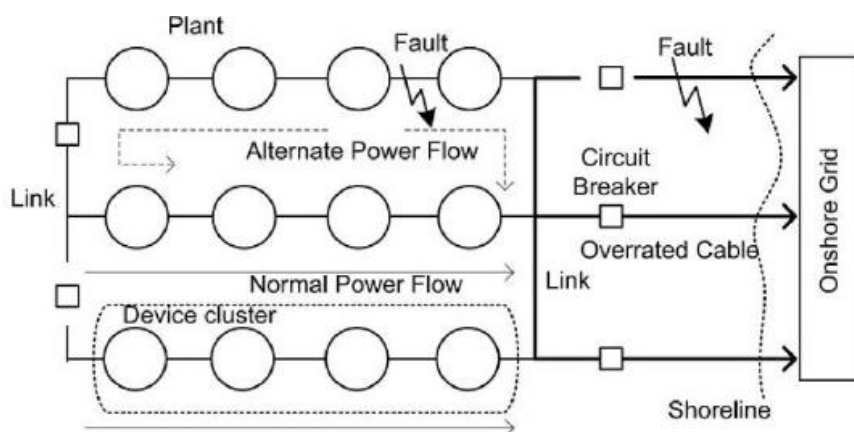 Plant
Fault
Fault
Alternate Power Flow
Circuit
Breaker
Link
Overrated Cable
Normal Power Flow
Link
Device cluster
Shoreline
Onshore Grid